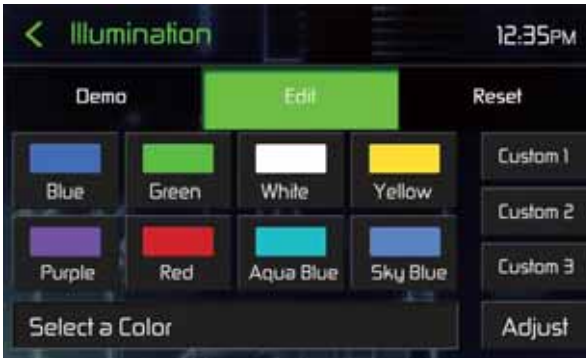 < Illumination 12:35PM
Demo Edit Reset
Blue Green White Yellow Custom 1
Custom 2
Purple Red Aqua Blue Sky Blue Custom 3
Select a Color Adjust